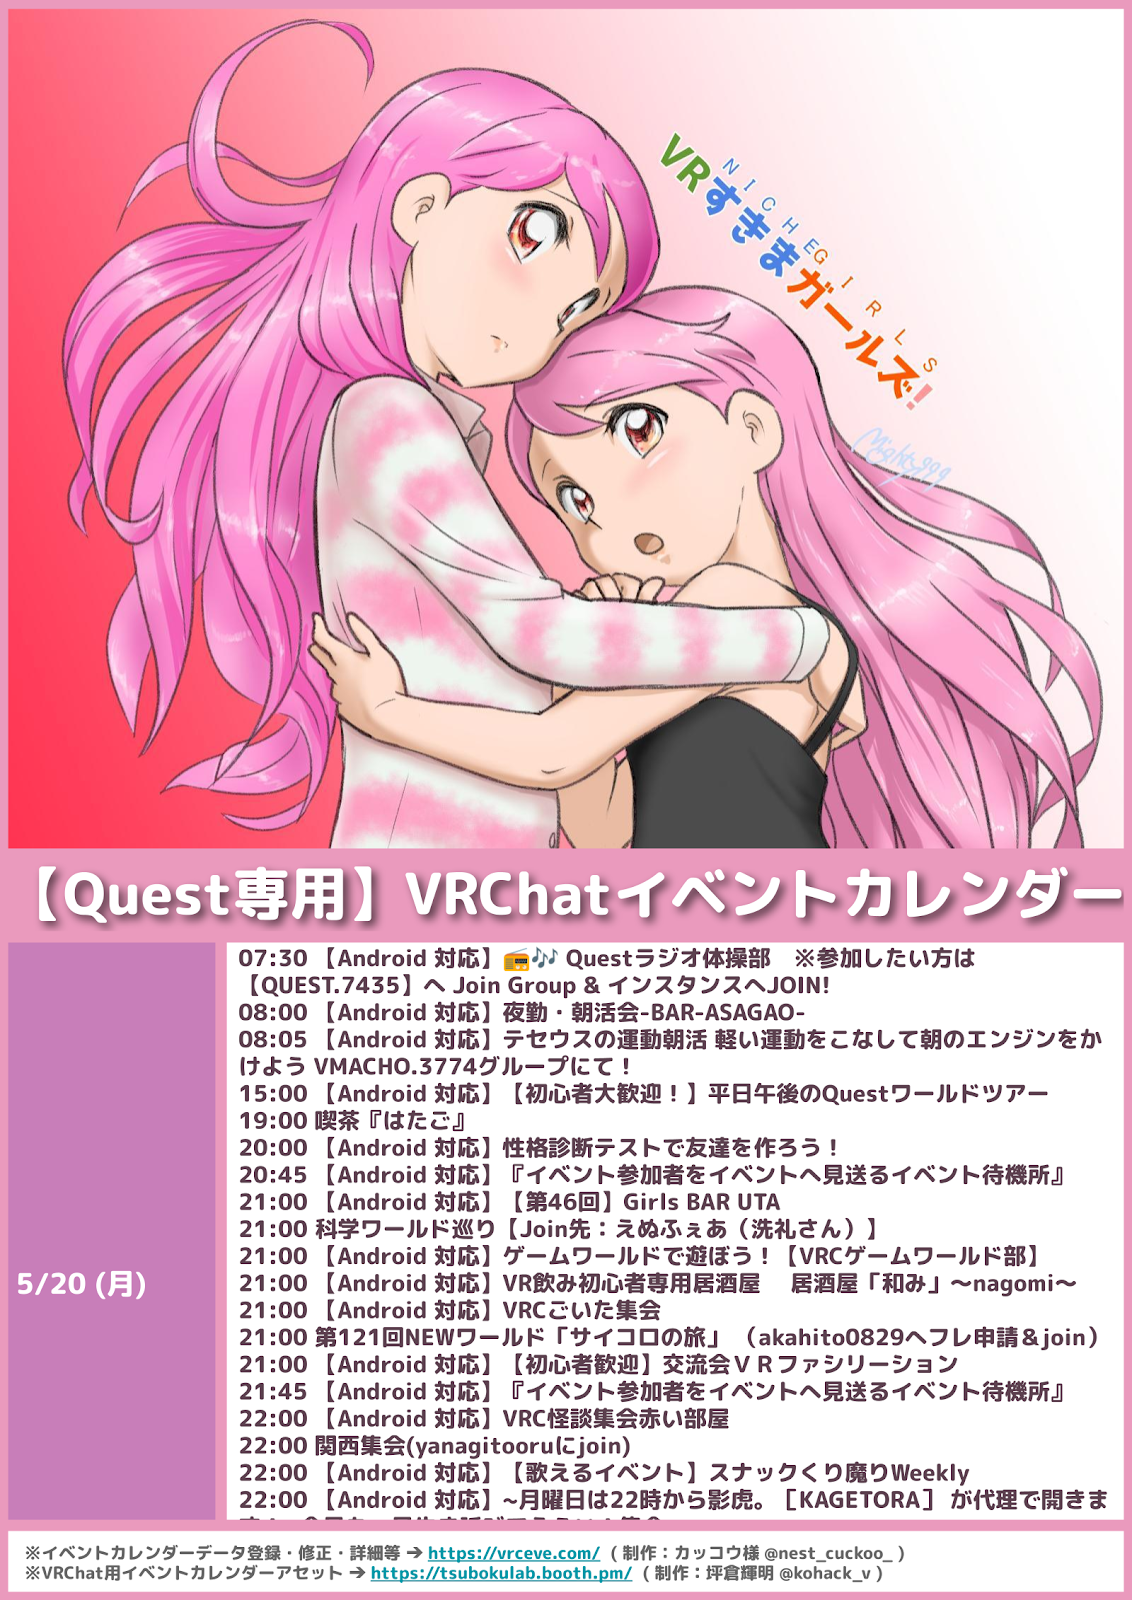 NICHE GIRLS
VRすきまガールズ!
Mighty999
【Quest専用】VRChatイベントカレンダー
5/20 (月)
07:30 【Android 対応】📻🎶 Questラジオ体操部　※参加したい方は
【QUEST.7435】へ Join Group & インスタンスへJOIN!
08:00 【Android 対応】夜勤・朝活会-BAR-ASAGAO-
08:05 【Android 対応】テセウスの運動朝活 軽い運動をこなして朝のエンジンをか
けよう VMACHO.3774グループにて！
15:00 【Android 対応】【初心者大歓迎！】平日午後のQuestワールドツアー
19:00 喫茶『はたご』
20:00 【Android 対応】性格診断テストで友達を作ろう！
20:45 【Android 対応】『イベント参加者をイベントへ見送るイベント待機所』
21:00 【Android 対応】【第46回】Girls BAR UTA
21:00 科学ワールド巡り【Join先：えぬふぇあ（洗礼さん）】
21:00 【Android 対応】ゲームワールドで遊ぼう！【VRCゲームワールド部】
21:00 【Android 対応】VR飲み初心者専用居酒屋　居酒屋「和み」～nagomi～
21:00 【Android 対応】VRCごいた集会
21:00 第121回NEWワールド「サイコロの旅」（akahito0829へフレ申請＆join）
21:00 【Android 対応】【初心者歓迎】交流会ＶＲファシリーション
21:45 【Android 対応】『イベント参加者をイベントへ見送るイベント待機所』
22:00 【Android 対応】VRC怪談集会赤い部屋
22:00 関西集会(yanagitooruにjoin)
22:00 【Android 対応】【歌えるイベント】スナックくり魔りWeekly
22:00 【Android 対応】~月曜日は22時から影虎。［KAGETORA］ が代理で開きま
※イベントカレンダーデータ登録・修正・詳細等 ➔ https://vrceve.com/ （ 制作：カッコウ様 @nest_cuckoo_ ）
※VRChat用イベントカレンダーアセット ➔ https://tsubokulab.booth.pm/ （ 制作：坪倉輝明 @kohack_v ）